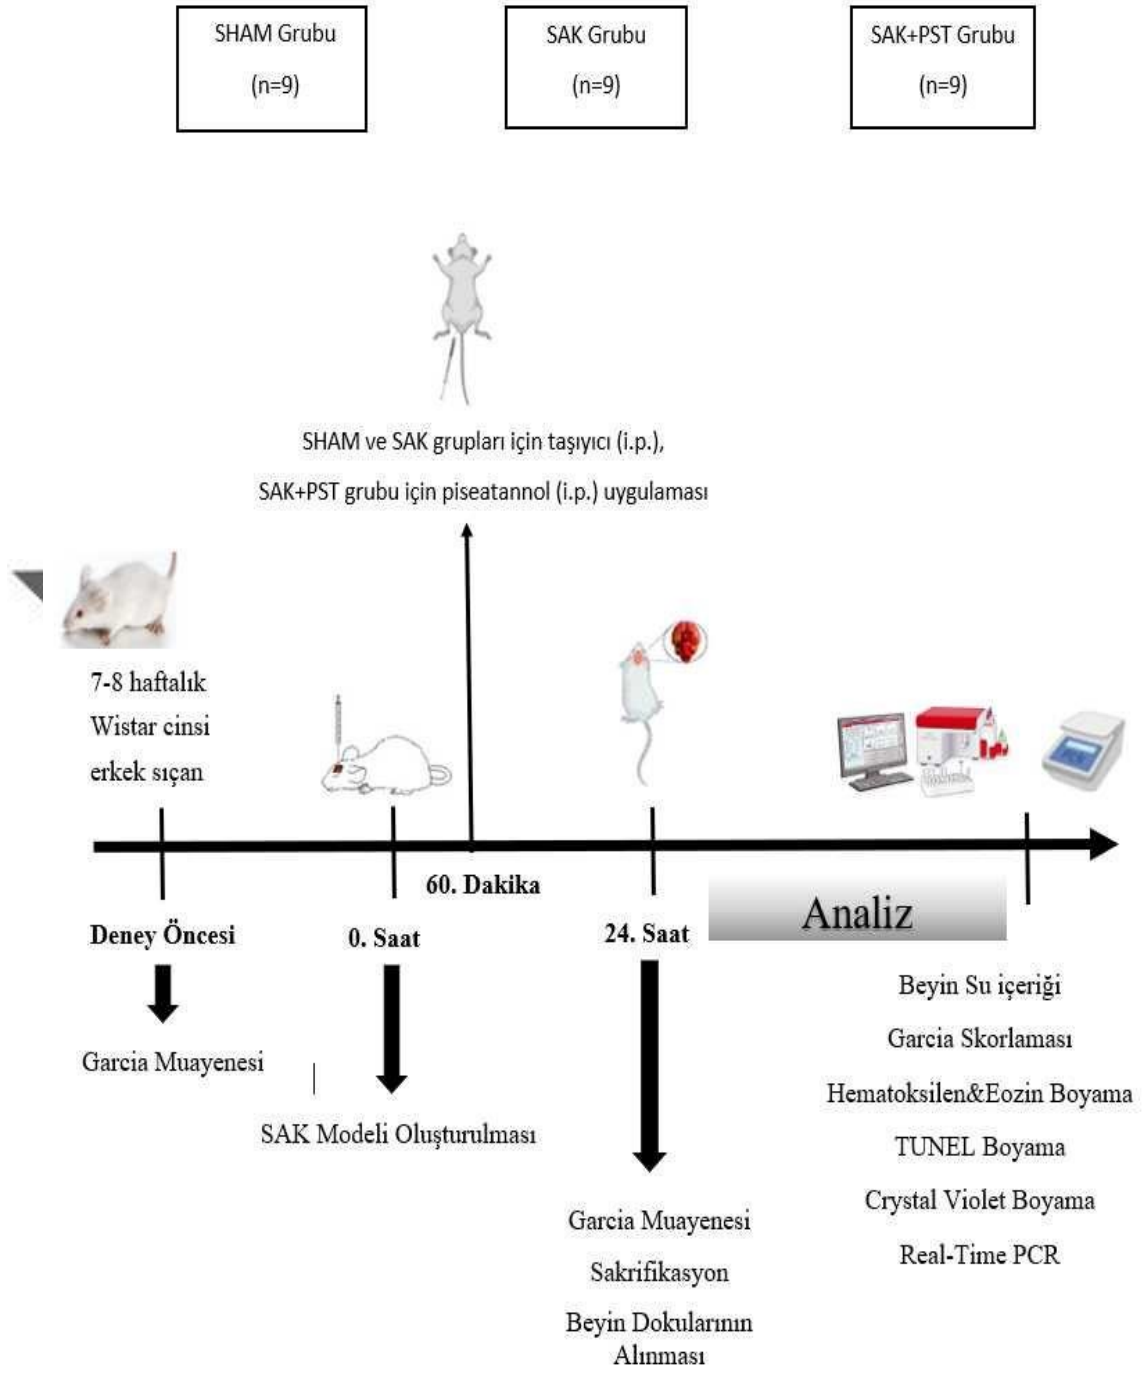 SHAM Grubu
(n=9)
SAK Grubu
(n=9)
SAK+PST Grubu
(n=9)
SHAM ve SAK grupları için taşıyıcı (i.p.),
SAK+PST grubu için piseatannol (i.p.) uygulaması
7-8 haftalık
Wistar cinsi
erkek sıçan
60. Dakika
Deney Öncesi
0. Saat
24. Saat
Analiz
Garcia Muayenesi
SAK Modeli Oluşturulması
Garcia Muayenesi
Sakrifikasyon
Beyin Dokularının
Alınması
Beyin Su içeriği
Garcia Skorlaması
Hematoksilen&Eozin Boyama
TUNEL Boyama
Crystal Violet Boyama
Real-Time PCR